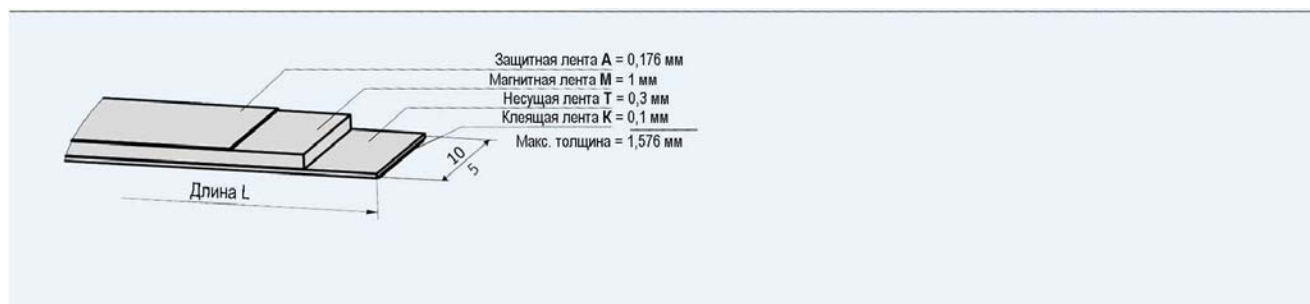 Защитная лента A = 0,176 мм
Магнитная лента M = 1 мм
Несущая лента T = 0,3 мм
Клеящая лента K = 0,1 мм
Макс. толщина = 1,576 мм
10
5
Длина L